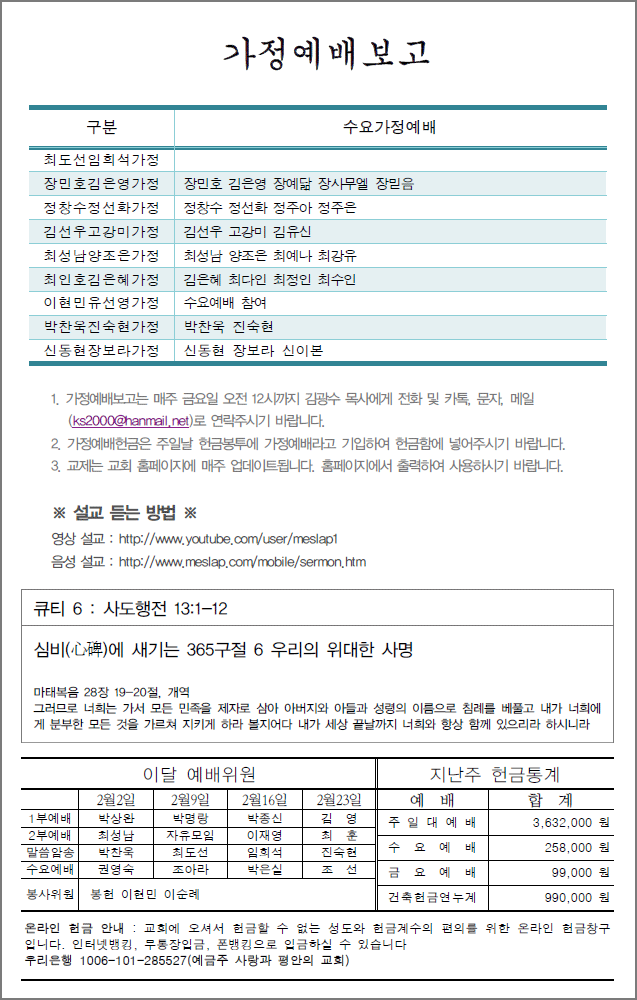 가정예배보고
구분 수요가정예배
최도선임희석가정
장민호김은영가정 장민호 김은영 장예닮 장사무엘 장믿음
정창수정선화가정 정창수 정선화 정주아 정주은
김선우고강미가정 김선우 고강미 김유신
최성남양조은가정 최성남 양조은 최예나 최강유
최인호김은혜가정 김은혜 최다인 최정인 최수인
이현민유선영가정 수요예배 참여
박찬욱진숙현가정 박찬욱 진숙현
신동현장보라가정 신동현 장보라 신이본
1. 가정예배보고는 매주 금요일 오전 12시까지 김광수 목사에게 전화 및 카톡, 문자, 메일
(ks2000@hanmail.net)로 연락주시기 바랍니다.
2. 가정예배헌금은 주일날 헌금봉투에 가정예배라고 기입하여 헌금함에 넣어주시기 바랍니다.
3. 교제는 교회 홈페이지에 매주 업데이트됩니다. 홈페이지에서 출력하여 사용하시기 바랍니다.
※ 설교 듣는 방법 ※
영상 설교 : http://www.youtube.com/user/meslap1
음성 설교 : http://www.meslap.com/mobile/sermon.htm
큐티 6 : 사도행전 13:1-12
심비(心碑)에 새기는 365구절 6 우리의 위대한 사명
마태복음 28장 19-20절, 개역
그러므로 너희는 가서 모든 민족을 제자로 삼아 아버지와 아들과 성령의 이름으로 침례를 베풀고 내가 너희에
게 분부한 모든 것을 가르쳐 지키게 하라 볼지어다 내가 세상 끝날까지 너희와 항상 함께 있으리라 하시니라
이달 예배위원
2월2일 2월9일 2월16일 2월23일
1부예배 박상완 박명랑 박종신 김 영
2부예배 최성남 자유모임 이재영 최 훈
말씀암송 박찬욱 최도선 임희석 진숙현
수요예배 권영숙 조아라 박은실 조 선
봉사위원 봉헌 이현민 이순례
지난주 헌금통계
예 배 합 계
주 일 대 예 배 3,632,000 원
수 요 예 배 258,000 원
금 요 예 배 99,000 원
건축헌금연누계 990,000 원
온라인 헌금 안내 : 교회에 오셔서 헌금할 수 없는 성도와 헌금계수의 편의를 위한 온라인 헌금창구
입니다. 인터넷뱅킹, 무통장입금, 폰뱅킹으로 입금하실 수 있습니다
우리은행 1006-101-285527(예금주 사랑과 평안의 교회)